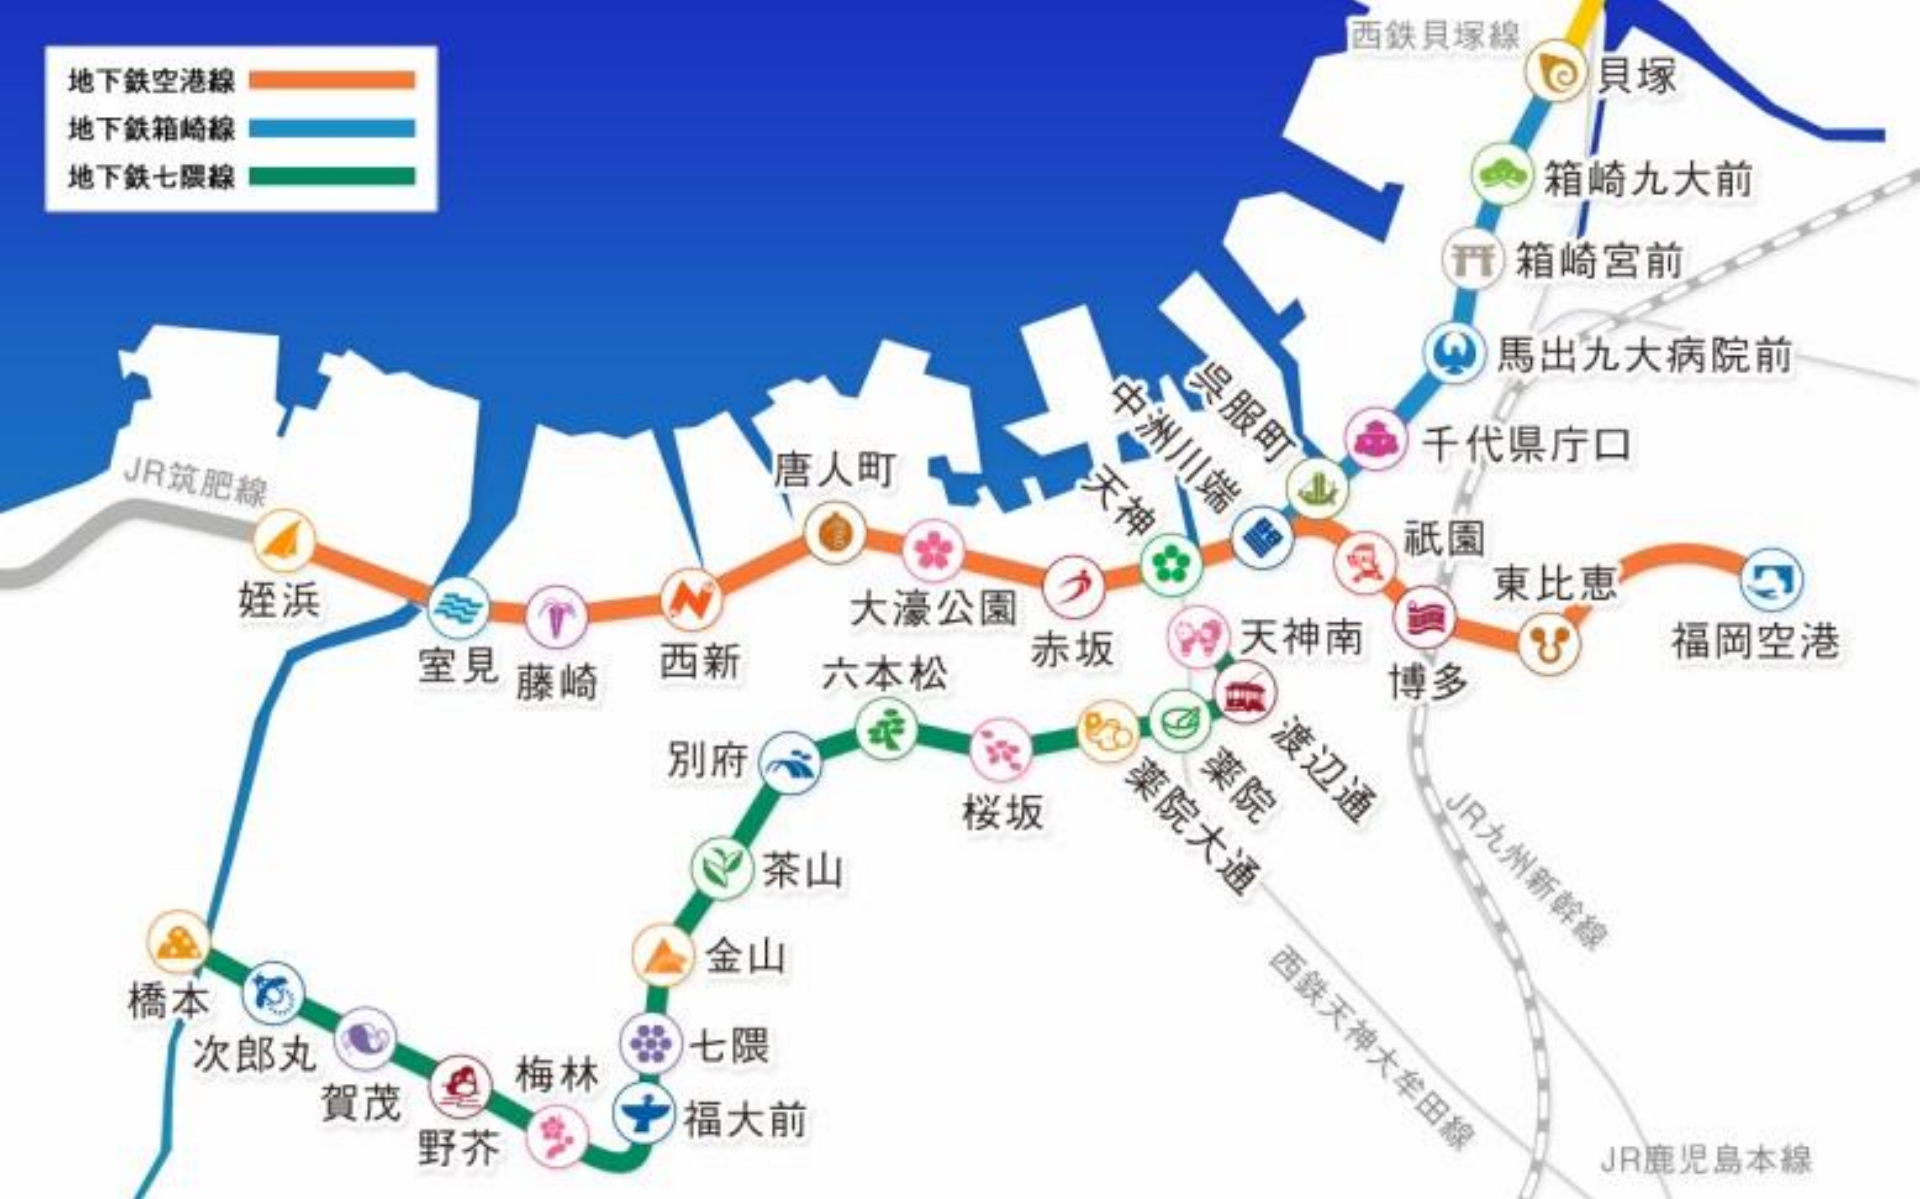 西鉄貝塚線
地下鉄空港線
地下鉄箱崎線
地下鉄七隈線
貝塚
箱崎九大前
箱崎宮前
馬出九大病院前
千代県庁口
呉服町
中洲川端
天神
祇園
東比恵
福岡空港
博多
唐人町
大濠公園
赤坂
西新
藤崎
室見
姪浜
JR筑肥線
天神南
渡辺通
薬院
薬院大通
桜坂
六本松
別府
茶山
金山
七隈
福大前
梅林
野芥
賀茂
次郎丸
橋本
JR九州新幹線
西鉄天神大牟田線
JR鹿児島本線